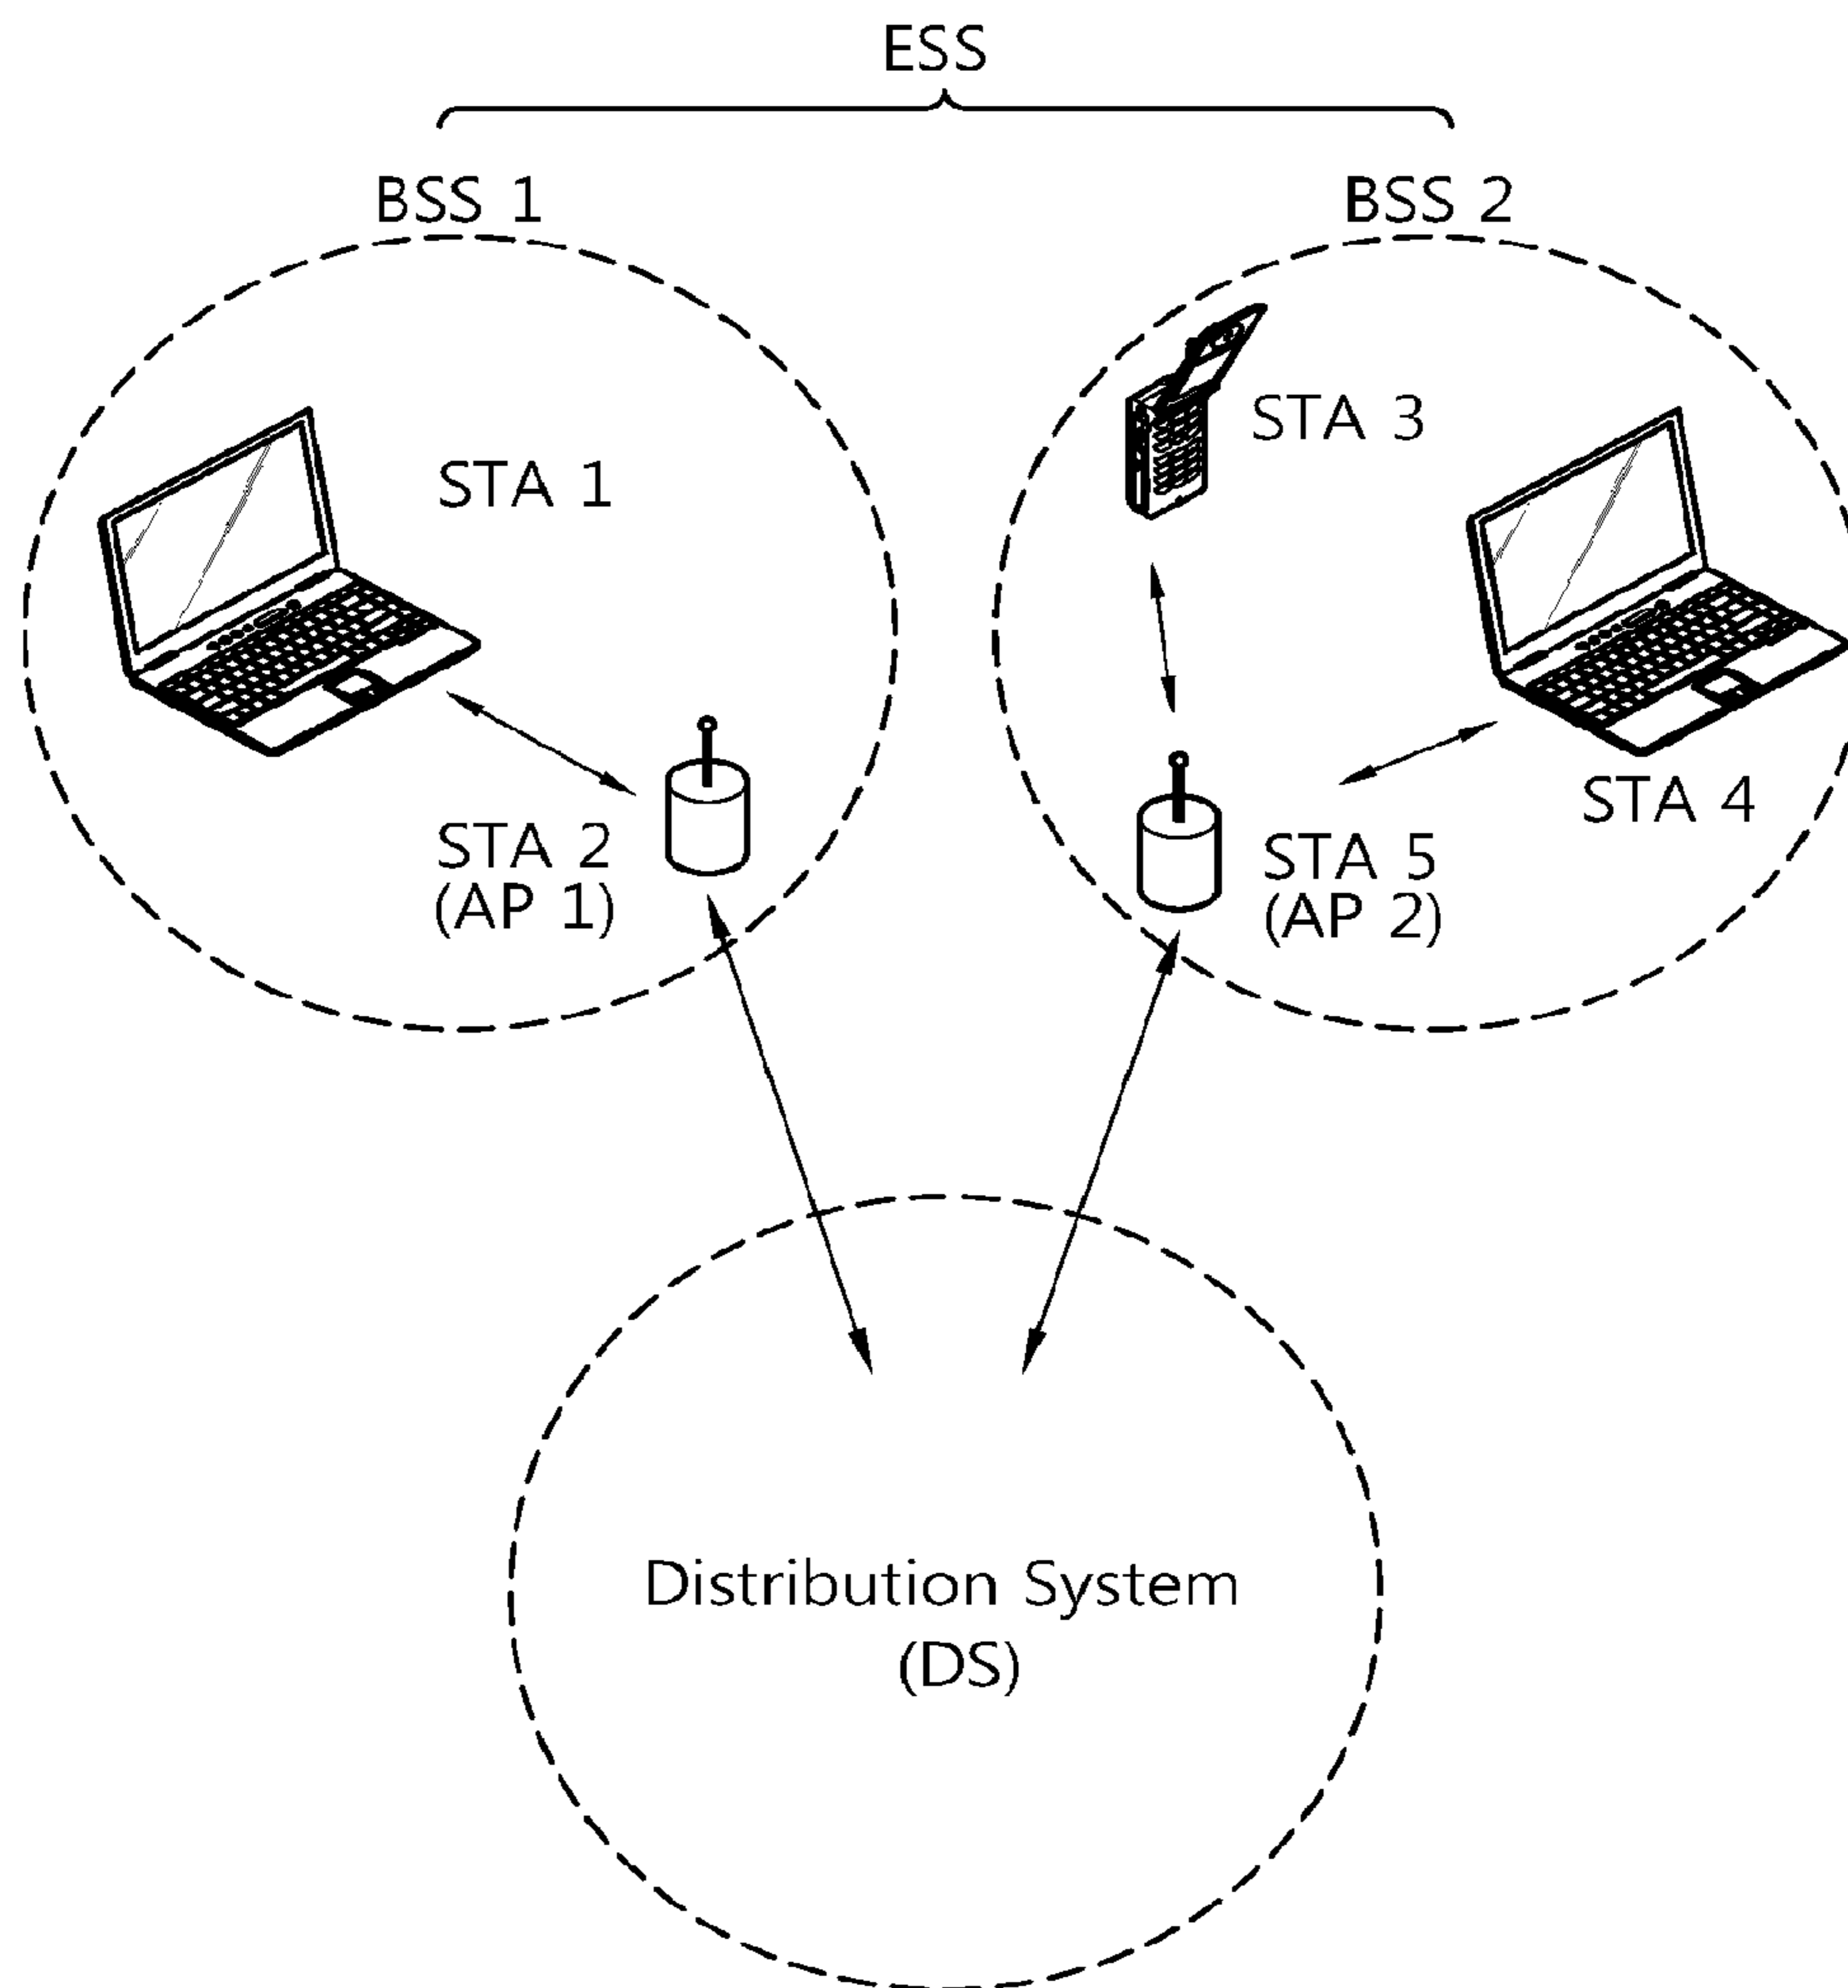 ESS
BSS 1
BSS 2
STA 1
STA 3
STA 4
STA 2
(AP 1)
STA 5
(AP 2)
Distribution System
(DS)